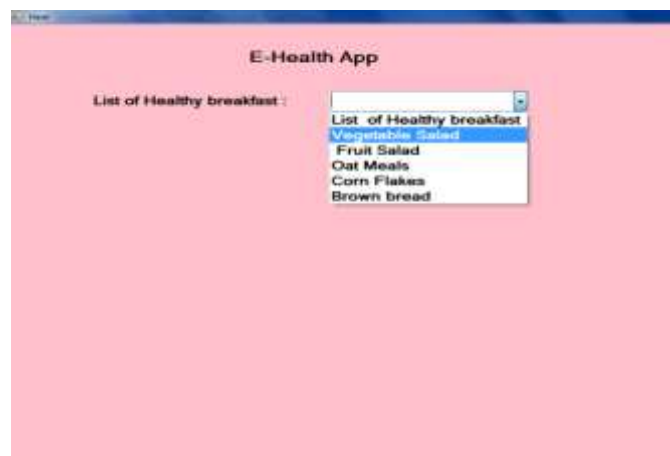 E-Health App
List of Healthy breakfast :
List of Healthy breakfast
Vegetable Salad
Fruit Salad
Oat Meals
Corn Flakes
Brown bread